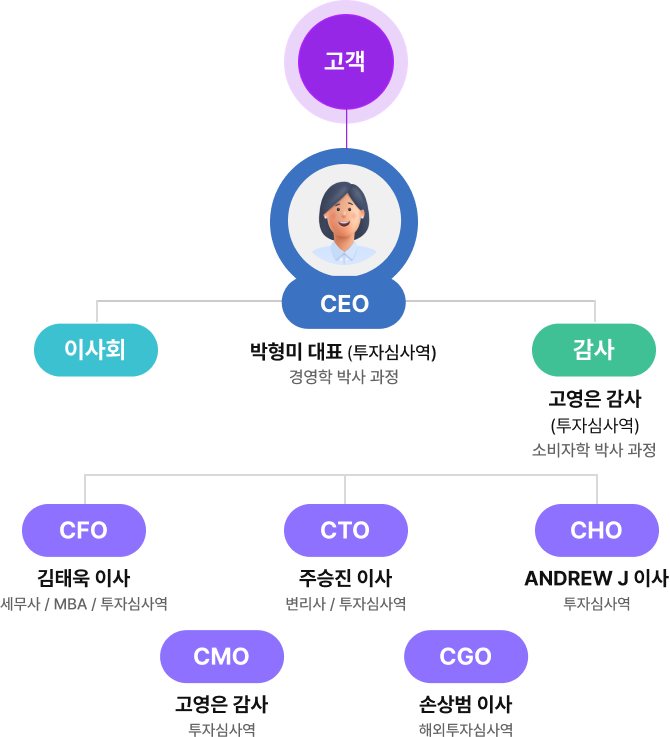 고객
CEO
이사회
박형미 대표 (투자심사역)
경영학 박사 과정
감사
고영은 감사
(투자심사역)
소비자학 박사 과정
CFO
김태욱 이사
세무사 / MBA / 투자심사역
CTO
주승진 이사
변리사 / 투자심사역
CHO
ANDREW J 이사
투자심사역
CMO
고영은 감사
투자심사역
CGO
손상범 이사
해외투자심사역